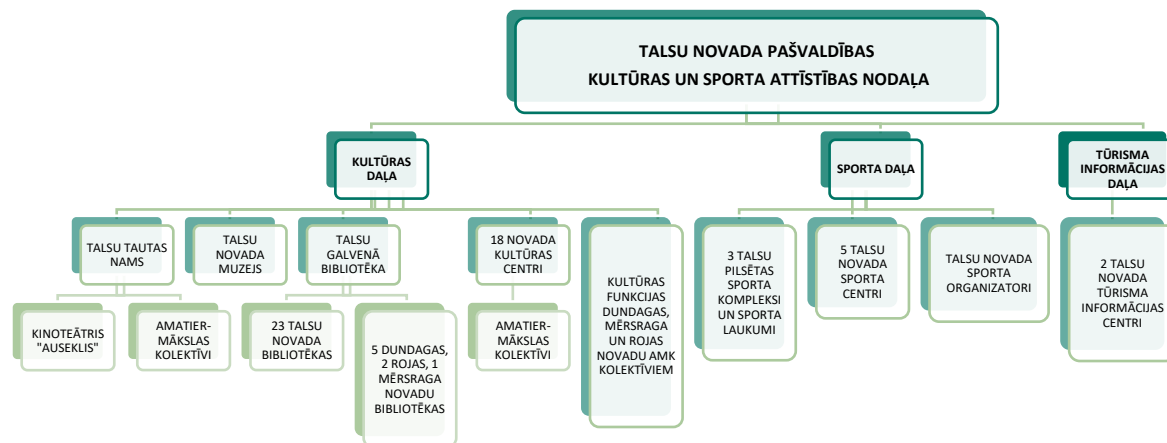 TALSU NOVADA PAŠVALDĪBAS
KULTŪRAS UN SPORTA ATTĪSTĪBAS NODAĻA
KULTŪRAS
DAĻA
SPORTA DAĻA
TŪRISMA
INFORMĀCIJAS
DAĻA
TALSU TAUTAS
NAMS
TALSU
NOVADA
MUZEJS
TALSU
GALVENĀ
BIBLIOTĒKA
18 NOVADA
KULTŪRAS
CENTRI
KULTŪRAS
FUNKCIJAS
DUNDAGAS,
MĒRSRAGA
UN ROJAS
NOVADU AMK
KOLEKTĪVIEM
3 TALSU
PILSĒTAS
SPORTA
KOMPLEKSI
UN SPORTA
LAUKUMI
5 TALSU
NOVADA
SPORTA
CENTRI
TALSU NOVADA
SPORTA
ORGANIZATORI
2 TALSU
NOVADA
TŪRISMA
INFORMĀCIJAS
CENTRI
KINOTEĀTRIS
"AUSEKLIS"
AMATIER-
MĀKSLAS
KOLEKTĪVI
23 TALSU
NOVADA
BIBLIOTĒKAS
5 DUNDAGAS,
2 ROJAS, 1
MĒRSRAGA
NOVADU
BIBLIOTĒKAS
AMATIER-
MĀKSLAS
KOLEKTĪVI